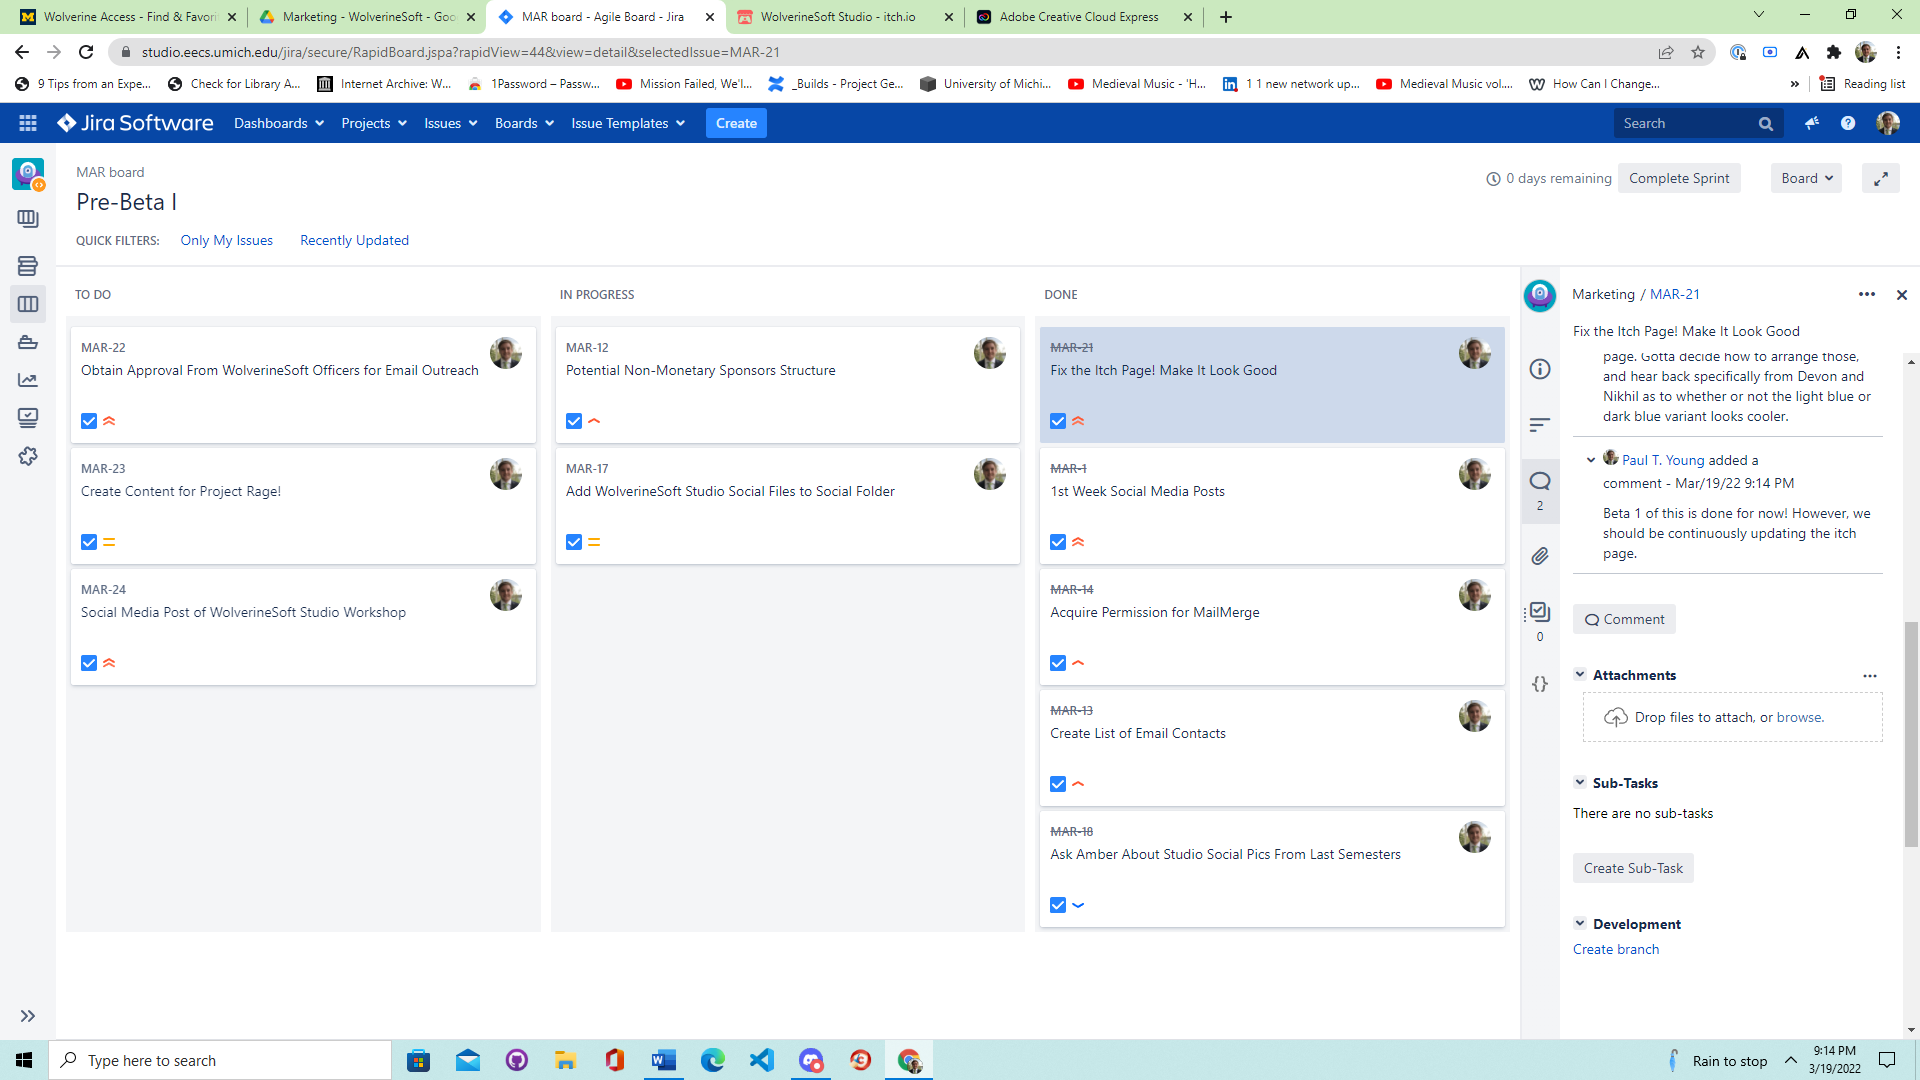 Wolverine Access - Find & Favori
Marketing - WolverineSoft - Goo
MAR board - Agile Board - Jira
WolverineSoft Studio - itch.io
Adobe Creative Cloud Express
studio.eecs.umich.edu/jira/secure/RapidBoard.jspa?rapidView=44&view=detail&selectedIssue=MAR-21
9 Tips from an Expe...
Check for Library A...
Internet Archive: W...
1Password – Passw...
Mission Failed, We'l...
_Builds - Project Ge...
University of Michi...
Medieval Music - 'H...
1 1 new network up...
Medieval Music vol....
How Can I Change...
»
Reading list
Jira Software
Dashboards
Projects
Issues
Boards
Issue Templates
Create
Search
MAR board
Pre-Beta I
0 days remaining
Complete Sprint
Board
QUICK FILTERS:
Only My Issues
Recently Updated
TO DO
MAR-22
Obtain Approval From WolverineSoft Officers for Email Outreach
MAR-23
Create Content for Project Rage!
MAR-24
Social Media Post of WolverineSoft Studio Workshop
IN PROGRESS
MAR-12
Potential Non-Monetary Sponsors Structure
MAR-17
Add WolverineSoft Studio Social Files to Social Folder
DONE
MAR-21
Fix the Itch Page! Make It Look Good
MAR-1
1st Week Social Media Posts
MAR-14
Acquire Permission for MailMerge
MAR-13
Create List of Email Contacts
MAR-18
Ask Amber About Studio Social Pics From Last Semesters
2
0
Marketing / MAR-21
Fix the Itch Page! Make It Look Good
page. Gotta decide how to arrange those,
and hear back specifically from Devon and
Nikhil as to whether or not the light blue or
dark blue variant looks cooler.
Paul T. Young added a
comment - Mar/19/22 9:14 PM
Beta 1 of this is done for now! However, we
should be continuously updating the itch
page.
Comment
Attachments
Drop files to attach, or browse.
Sub-Tasks
There are no sub-tasks
Create Sub-Task
Development
Create branch
Type here to search
Rain to stop
9:14 PM
3/19/2022